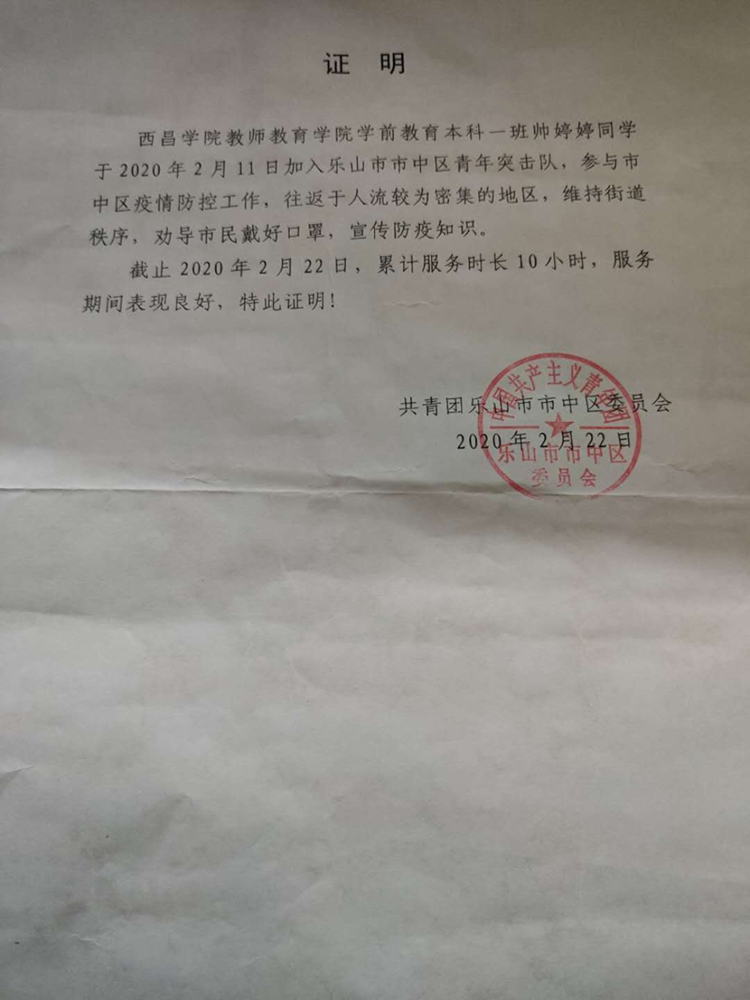 证 明
西昌学院教师教育学院学前教育本科一班帅婷婷同学
于 2020 年 2 月 11 日加入乐山市市中区青年突击队，参与市
中区疫情防控工作，往返于人流较为密集的地区，维持街道
秩序，劝导市民戴好口罩，宣传防疫知识。
截止 2020 年 2 月 22 日，累计服务时长 10 小时，服务
期间表现良好，特此证明！
共青团乐山市市中区委员会
2020 年 2 月 22 日
中国共产主义青年团
乐山市市中区
委员会